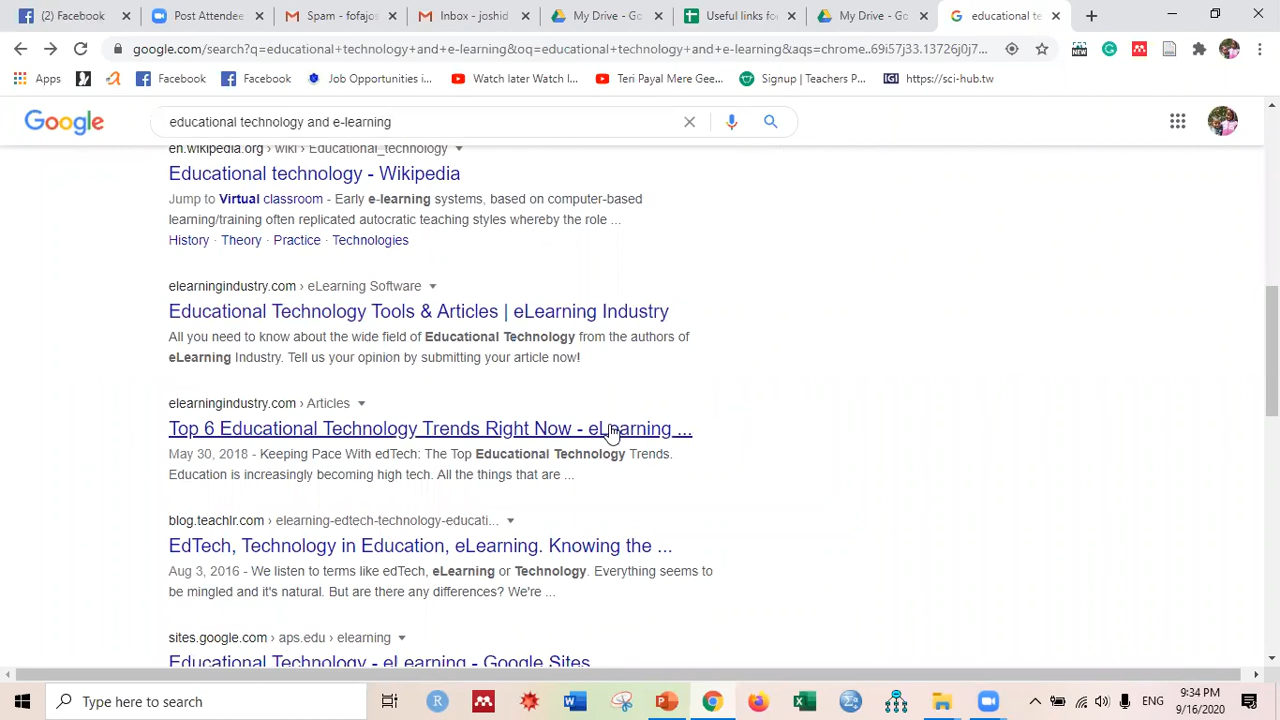 (2) Facebook
Post Attende
Spam - fofajos
Inbox - joshio
My Drive - Go
Useful links fo
My Drive - Go
educational te
google.com/search?q=educational+technology+and+e-learning&oq=educational+technology+and+e-learning&aqs=chrome..69i57j33.13726j0j7...
Apps
Facebook
Facebook
Job Opportunities i...
Watch later Watch l...
Teri Payal Mere Gee...
Signup | Teachers P...
IGI
https://sci-hub.tw
NEW
Google
educational technology and e-learning
en.wikipedia.org › wiki › Educational_technology
Educational technology - Wikipedia
Jump to Virtual classroom - Early e-learning systems, based on computer-based
learning/training often replicated autocratic teaching styles whereby the role ...
History · Theory · Practice · Technologies
elearningindustry.com › eLearning Software
Educational Technology Tools & Articles | eLearning Industry
All you need to know about the wide field of Educational Technology from the authors of
eLearning Industry. Tell us your opinion by submitting your article now!
elearningindustry.com › Articles
Top 6 Educational Technology Trends Right Now - eLearning ...
May 30, 2018 - Keeping Pace With edTech: The Top Educational Technology Trends.
Education is increasingly becoming high tech. All the things that are ...
blog.teachlr.com › elearning-edtech-technology-educati...
EdTech, Technology in Education, eLearning. Knowing the ...
Aug 3, 2016 - We listen to terms like edTech, eLearning or Technology. Everything seems to
be mingled and it's natural. But are there any differences? We're ...
sites.google.com › aps.edu › elearning
Educational Technology - eLearning - Google Sites
Type here to search
ENG
9:34 PM
9/16/2020